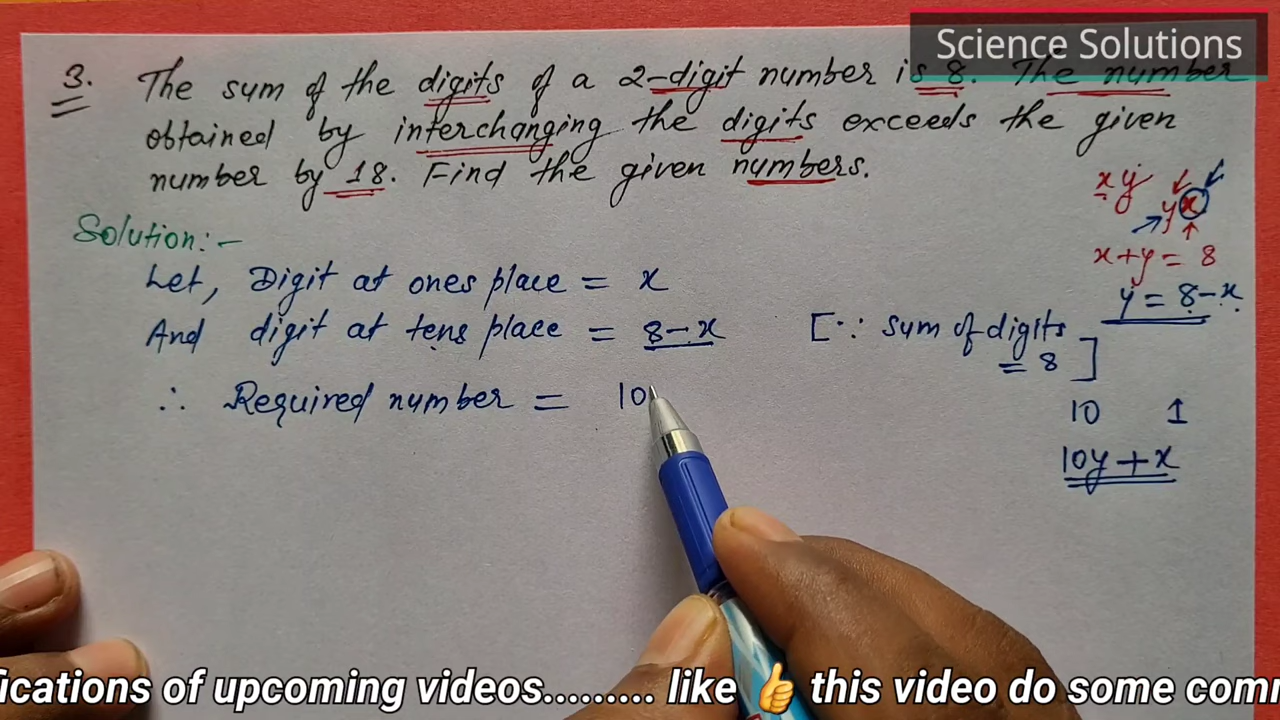 Science Solutions
3. The sum of the digits of a 2-digit number is 8. The number
obtained by interchanging the digits exceeds the given
number by 18. Find the given numbers.
x y
y x
x+y = 8
y = 8-x
Solution:-
Let, Digit at ones place = x
And digit at tens place = 8-x [∵ sum of digits
= 8 ]
∴ Required number = 10
10 1
10y + x
fications of upcoming videos......... like 👍 this video do some comm